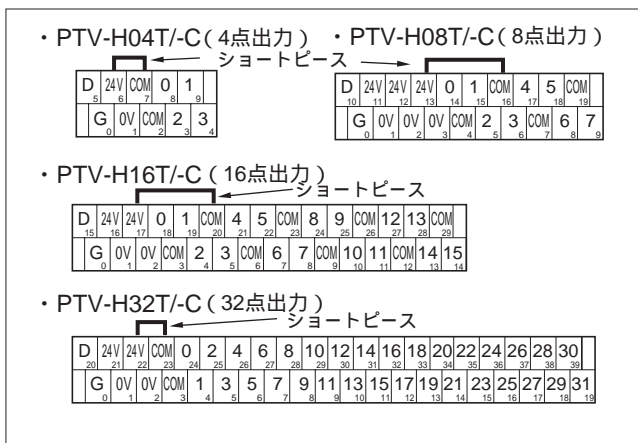 ・PTV-H04T/-C(4点出力)
ショートピース
D 5 24V 6 COM 7 0 8 1 9
G 0 0V 1 COM 2 2 3 3 4
・PTV-H08T/-C(8点出力)
D 10 24V 11 24V 12 24V 13 0 14 1 15 COM 16 4 17 5 18 COM 19
G 0 0V 1 0V 2 0V 3 COM 4 2 5 3 6 COM 7 6 8 7 9
・PTV-H16T/-C(16点出力)
ショートピース
D 15 24V 16 24V 17 0 18 1 19 COM 20 4 21 5 22 COM 23 8 24 9 25 COM 26 12 27 13 28 COM 29
G 0 0V 1 0V 2 COM 3 2 4 3 5 COM 6 6 7 7 8 COM 9 10 10 11 11 COM 12 14 13 15 14
・PTV-H32T/-C(32点出力)
ショートピース
D 20 24V 21 24V 22 COM 23 0 24 2 25 4 26 6 27 8 28 10 29 12 30 14 31 16 32 18 33 20 34 22 35 24 36 26 37 28 38 30 39
G 0 0V 1 0V 2 COM 3 1 4 3 5 5 6 7 7 9 8 11 9 13 10 15 11 17 12 19 13 21 14 23 15 25 16 27 17 29 18 31 19